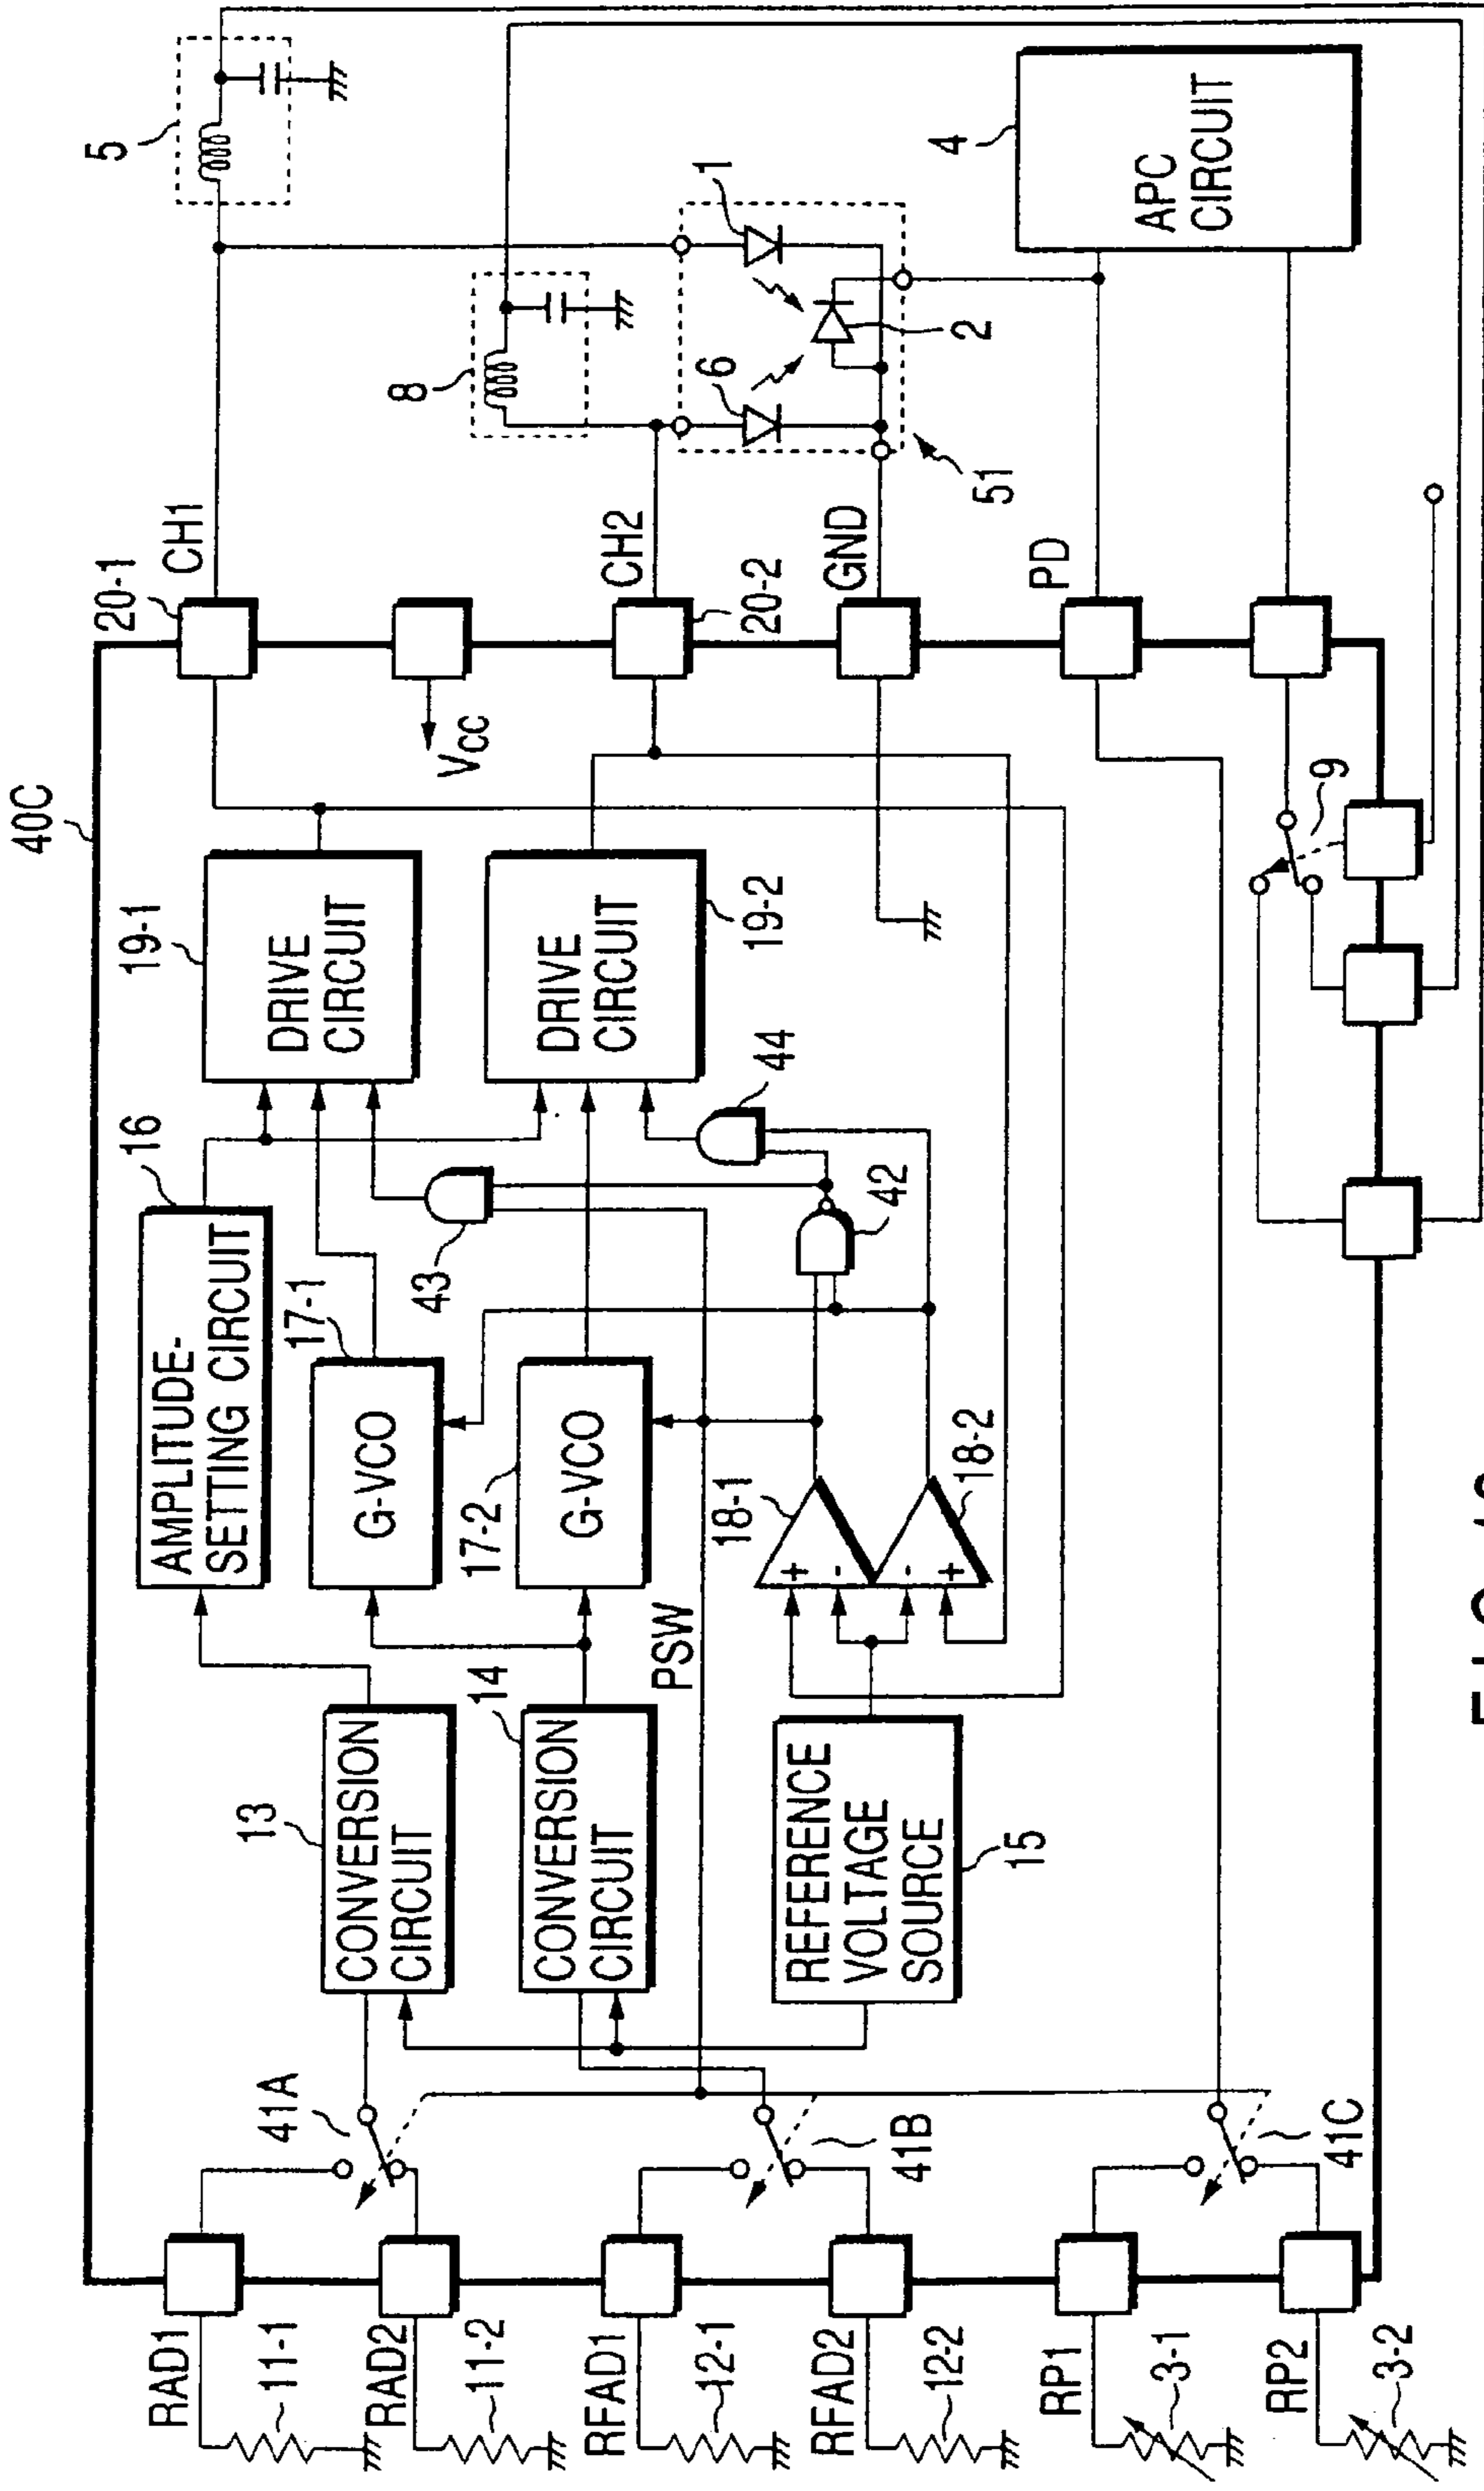 40C
RAD1
11-1
RAD2
11-2
RFAD1
12-1
RFAD2
12-2
RP1
3-1
RP2
3-2
41A
41B
41C
13
CONVERSION
CIRCUIT
14
CONVERSION
CIRCUIT
REFERENCE
VOLTAGE
SOURCE
15
PSW
16
AMPLITUDE-
SETTING CIRCUIT
17-1
G-VCO
17-2
G-VCO
18-1
+
-
-
+
18-2
42
43
44
19-1
DRIVE
CIRCUIT
DRIVE
CIRCUIT
19-2
VCC
9
20-1
CH1
CH2
20-2
GND
PD
5
8
1
6
2
51
4
APC
CIRCUIT